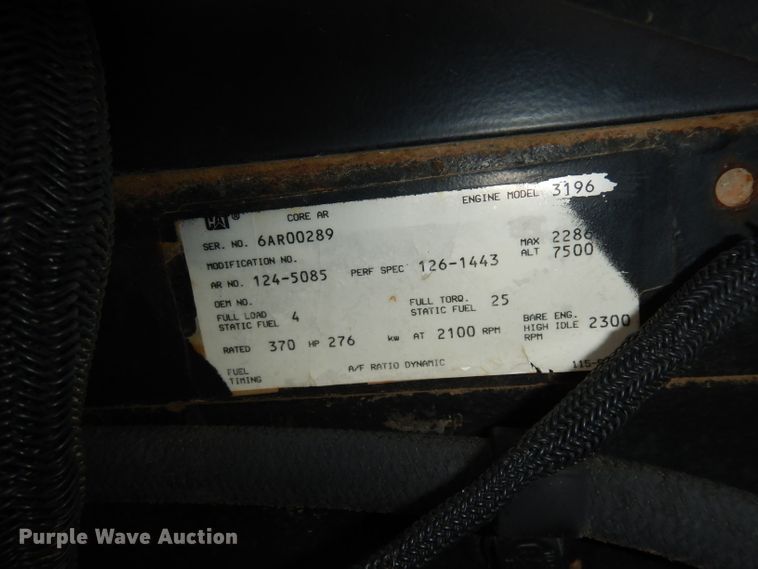 CAT®
CORE AR
ENGINE MODEL 3196
SER. NO. 6AR00289
MODIFICATION NO.
AR NO. 124-5085 PERF SPEC 126-1443 MAX ALT 2286 7500
OEM NO.
FULL LOAD STATIC FUEL 4 FULL TORQ. STATIC FUEL 25
RATED 370 HP 276 kw AT 2100 RPM BARE ENG. HIGH IDLE RPM 2300
FUEL TIMING A/F RATIO DYNAMIC
Purple Wave Auction